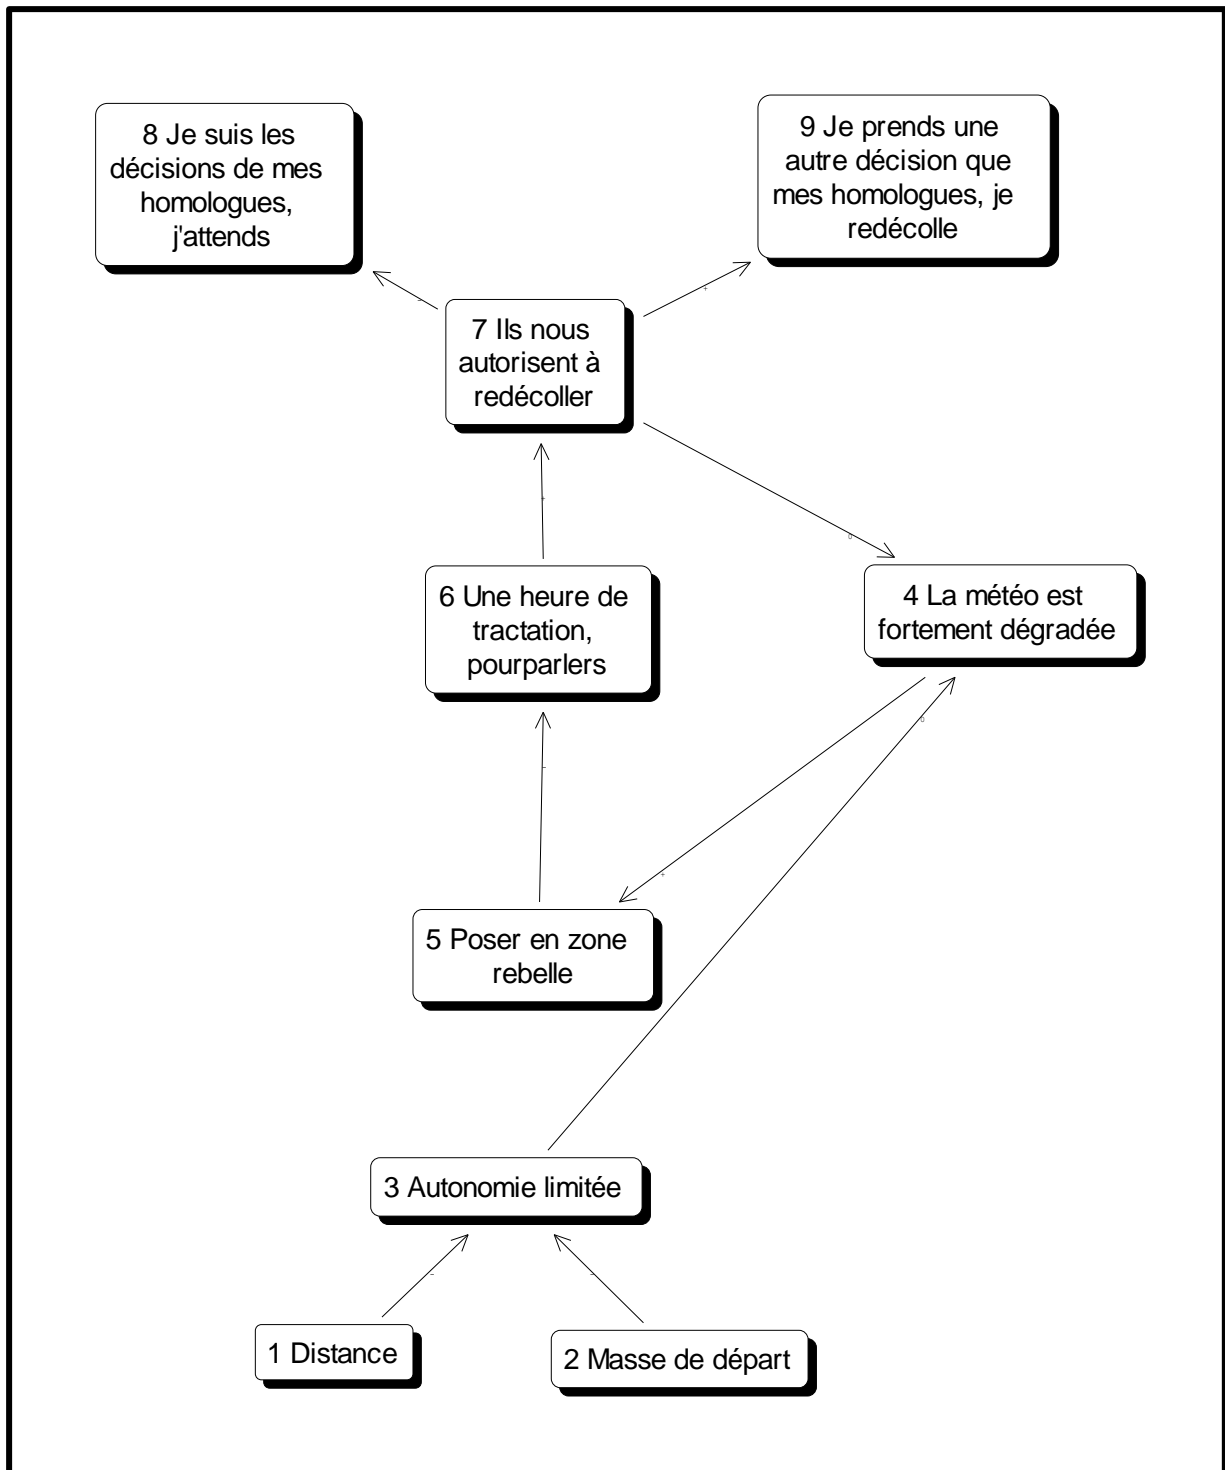 8 Je suis les
décisions de mes
homologues,
j'attends
9 Je prends une
autre décision que
mes homologues, je
redécolle
-
+
7 Ils nous
autorisent à
redécoller
+
0
6 Une heure de
tractation,
pourparlers
4 La météo est
fortement dégradée
0
-
+
5 Poser en zone
rebelle
3 Autonomie limitée
-
-
1 Distance
2 Masse de départ